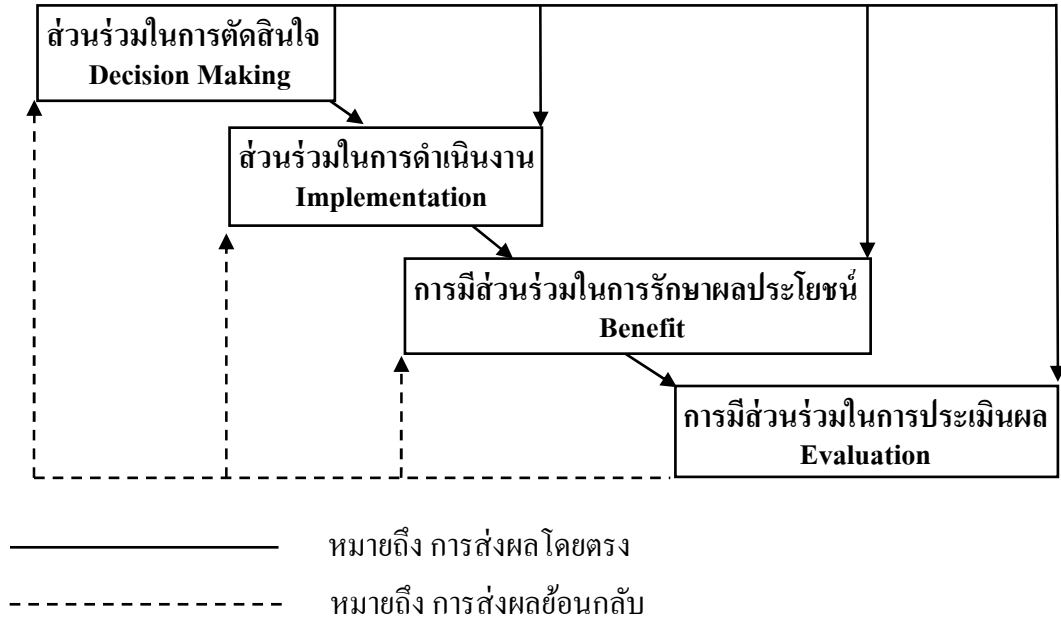 ส่วนร่วมในการตัดสินใจ
Decision Making
ส่วนร่วมในการดำเนินงาน
Implementation
การมีส่วนร่วมในการรักษาผลประโยชน์
Benefit
การมีส่วนร่วมในการประเมินผล
Evaluation
หมายถึง การส่งผลโดยตรง
หมายถึง การส่งผลย้อนกลับ